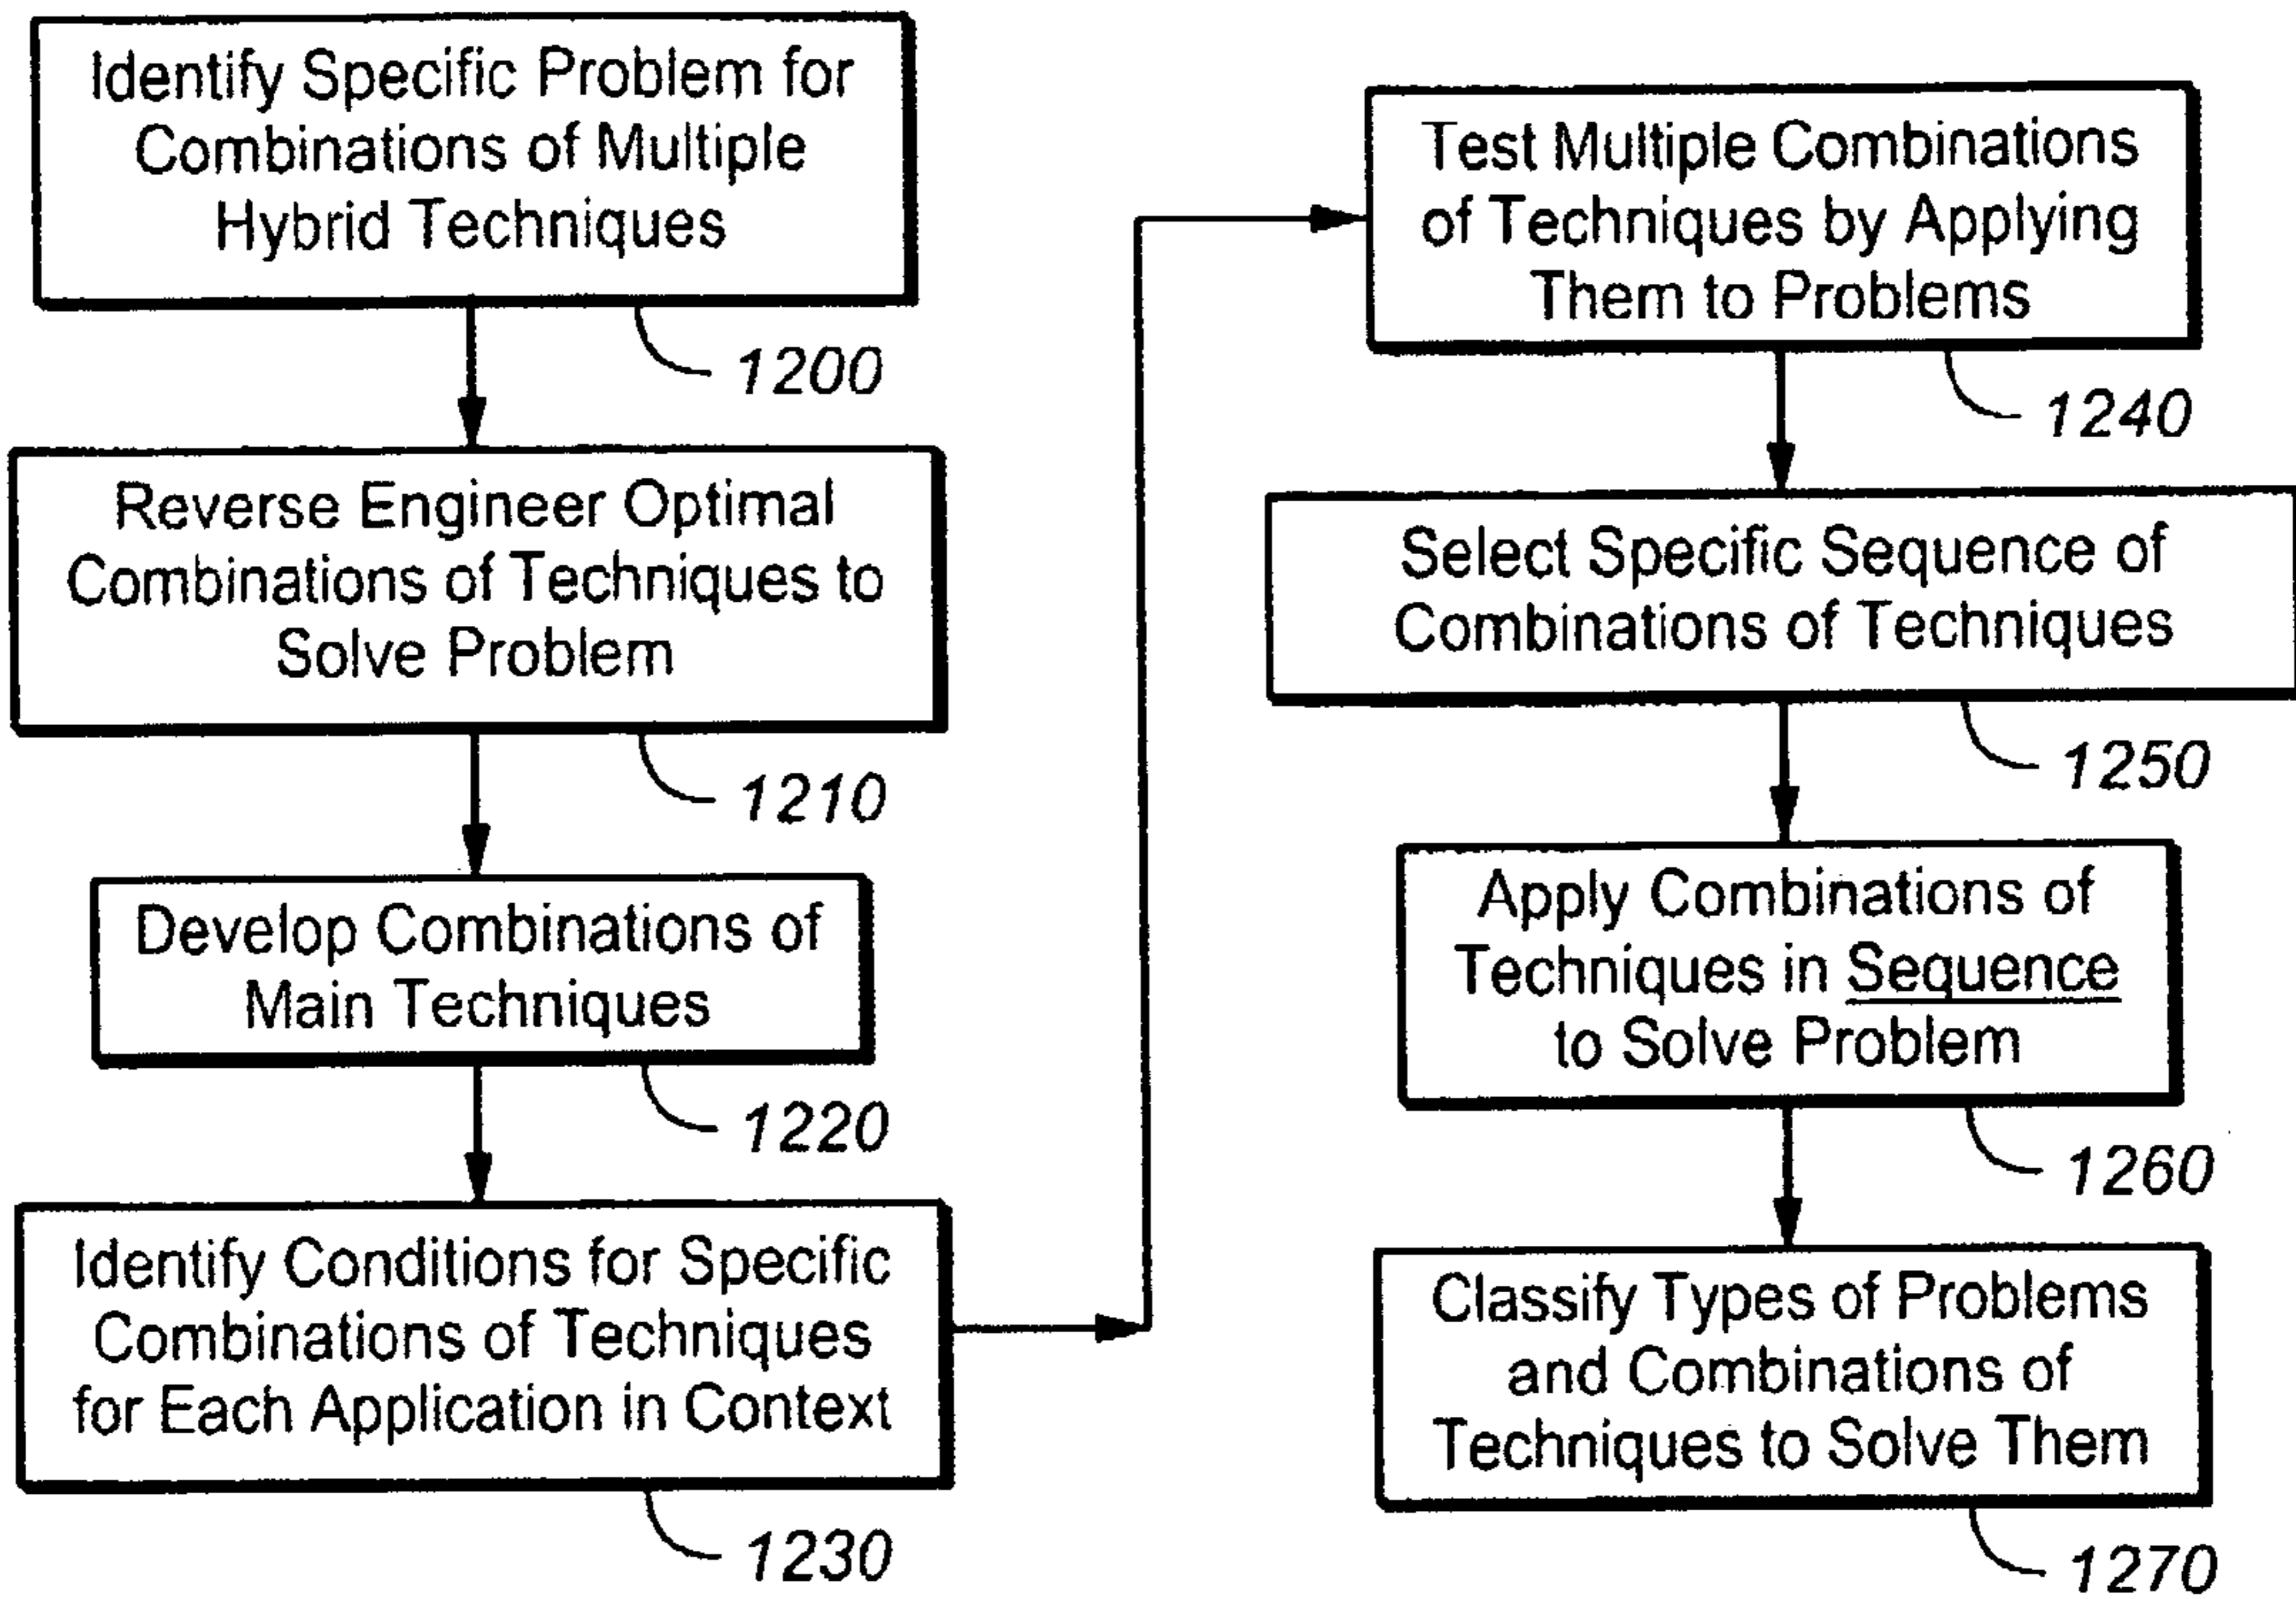 Identify Specific Problem for
Combinations of Multiple
Hybrid Techniques
1200
Reverse Engineer Optimal
Combinations of Techniques to
Solve Problem
1210
Develop Combinations of
Main Techniques
1220
Identify Conditions for Specific
Combinations of Techniques
for Each Application in Context
1230
Test Multiple Combinations
of Techniques by Applying
Them to Problems
1240
Select Specific Sequence of
Combinations of Techniques
1250
Apply Combinations of
Techniques in Sequence
to Solve Problem
1260
Classify Types of Problems
and Combinations of
Techniques to Solve Them
1270